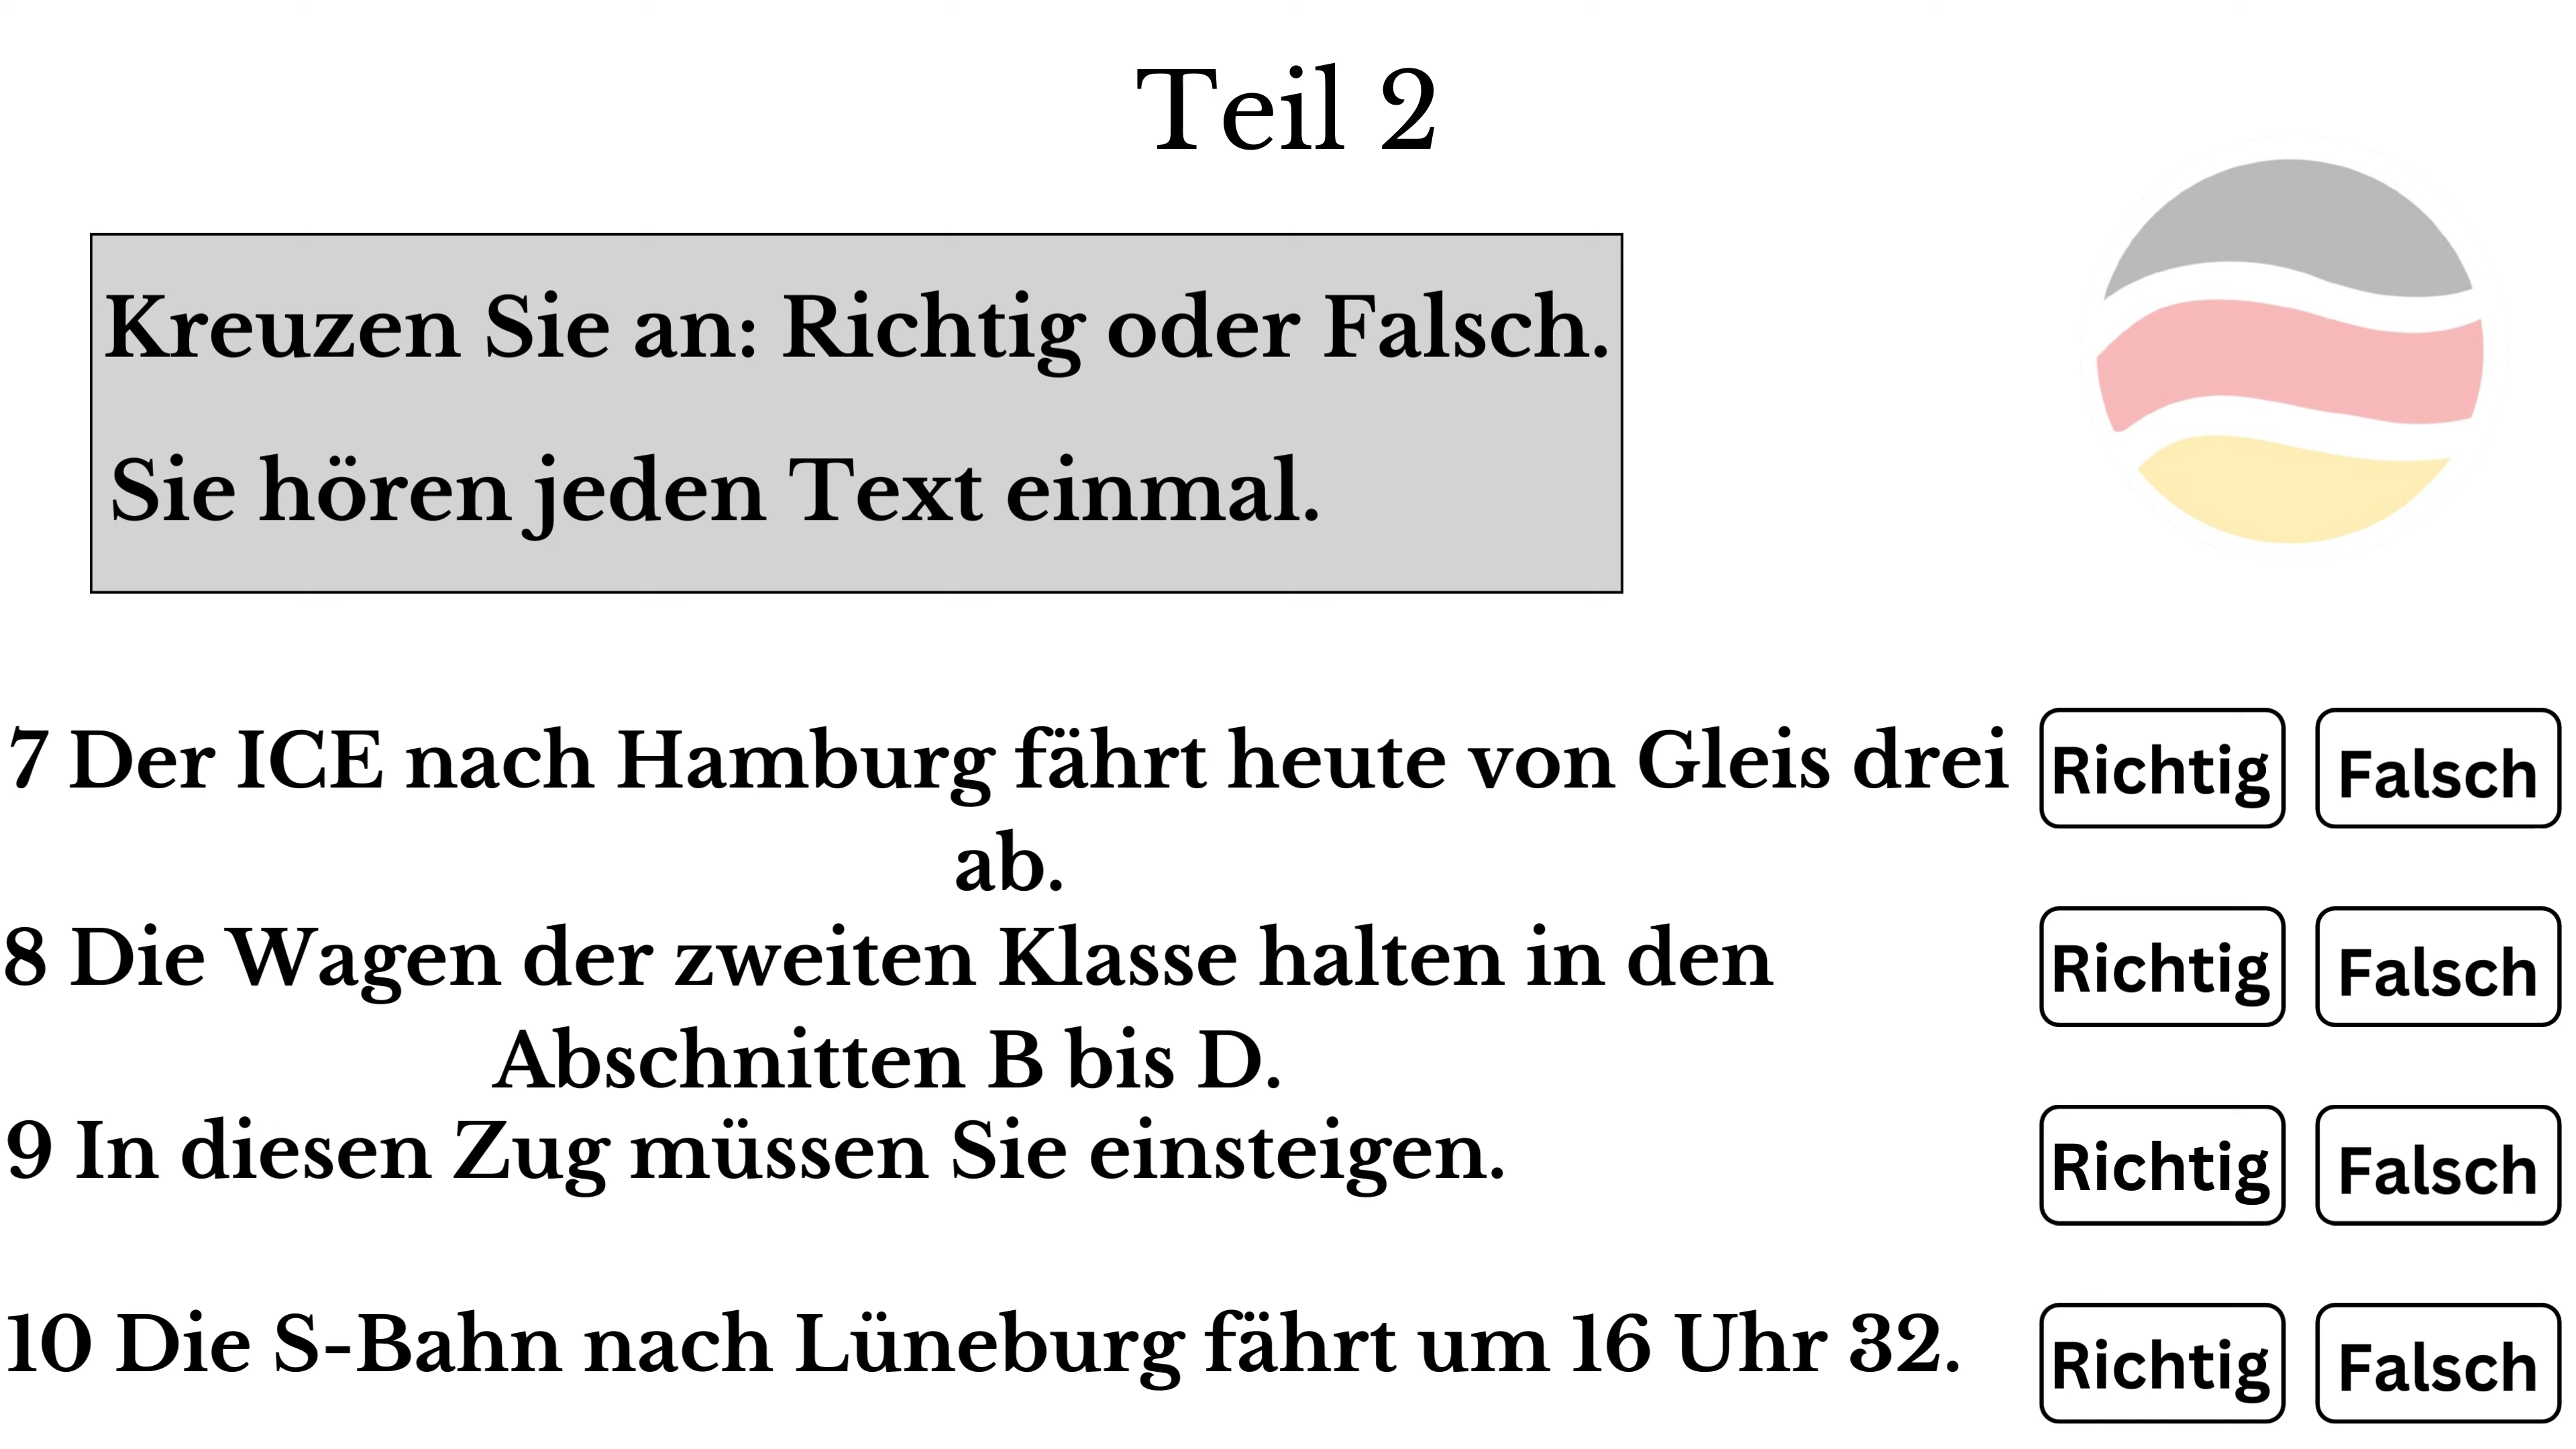 Teil 2
Kreuzen Sie an: Richtig oder Falsch.
Sie hören jeden Text einmal.
7 Der ICE nach Hamburg fährt heute von Gleis drei
ab.
Richtig Falsch
8 Die Wagen der zweiten Klasse halten in den
Abschnitten B bis D.
Richtig Falsch
9 In diesen Zug müssen Sie einsteigen.
Richtig Falsch
10 Die S-Bahn nach Lüneburg fährt um 16 Uhr 32.
Richtig Falsch